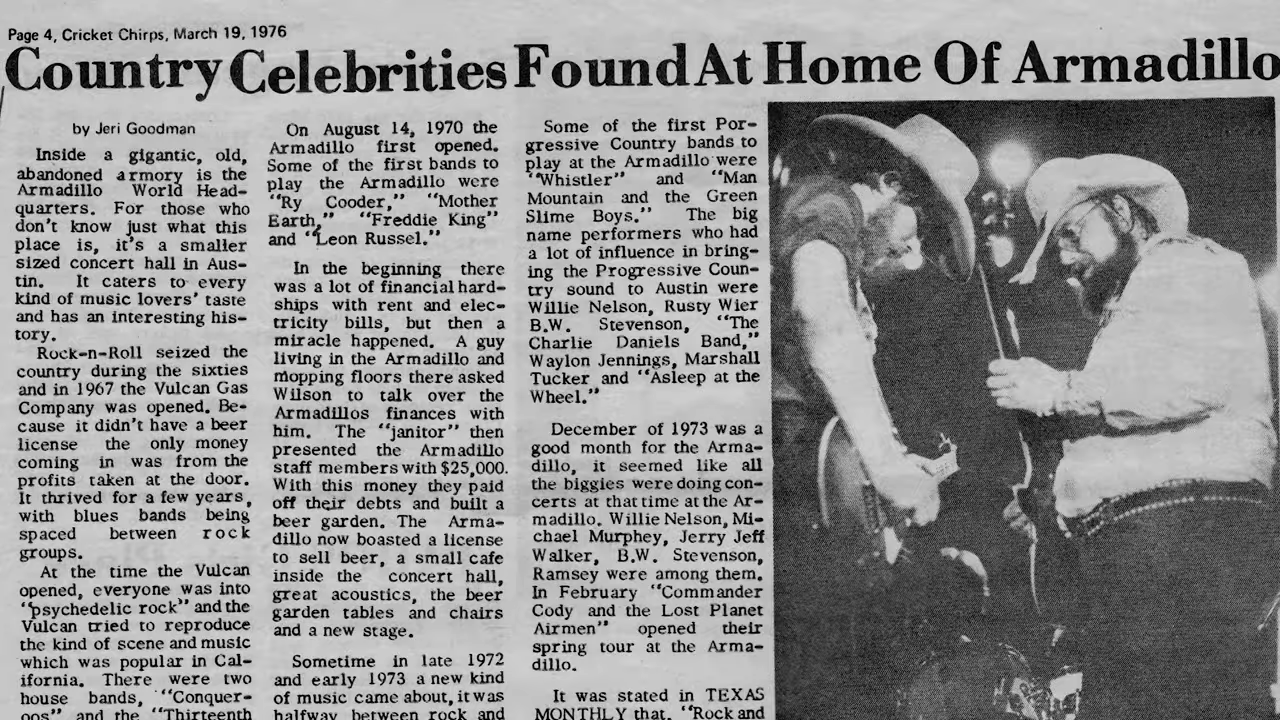 Page 4, Cricket Chirps, March 19, 1976
Country Celebrities Found At Home Of Armadillo
by Jeri Goodman
Inside a gigantic, old,
abandoned armory is the
Armadillo World Head-
quarters. For those who
don't know just what this
place is, it's a smaller
sized concert hall in Aus-
tin. It caters to every
kind of music lovers' taste
and has an interesting his-
tory.
Rock-n-Roll seized the
country during the sixties
and in 1967 the Vulcan Gas
Company was opened. Be-
cause it didn't have a beer
license the only money
coming in was from the
profits taken at the door.
It thrived for a few years,
with blues bands being
spaced between rock
groups.
At the time the Vulcan
opened, everyone was into
"psychedelic rock" and the
Vulcan tried to reproduce
the kind of scene and music
which was popular in Cal-
ifornia. There were two
house bands, "Conquer-
oos" and the "Thirteenth
On August 14, 1970 the
Armadillo first opened.
Some of the first bands to
play the Armadillo were
"Ry Cooder," "Mother
Earth," "Freddie King"
and "Leon Russel."
In the beginning there
was a lot of financial hard-
ships with rent and elec-
tricity bills, but then a
miracle happened. A guy
living in the Armadillo and
mopping floors there asked
Wilson to talk over the
Armadillos finances with
him. The "janitor" then
presented the Armadillo
staff members with $25,000.
With this money they paid
off their debts and built a
beer garden. The Arma-
dillo now boasted a license
to sell beer, a small cafe
inside the concert hall,
great acoustics, the beer
garden tables and chairs
and a new stage.
Sometime in late 1972
and early 1973 a new kind
of music came about, it was
halfway between rock and
Some of the first Por-
gressive Country bands to
play at the Armadillo were
"Whistler" and "Man
Mountain and the Green
Slime Boys." The big
name performers who had
a lot of influence in bring-
ing the Progressive Coun-
try sound to Austin were
Willie Nelson, Rusty Wier
B.W. Stevenson, "The
Charlie Daniels Band,"
Waylon Jennings, Marshall
Tucker and "Asleep at the
Wheel."
December of 1973 was a
good month for the Arma-
dillo, it seemed like all
the biggies were doing con-
certs at that time at the Ar-
madillo. Willie Nelson, Mi-
chael Murphey, Jerry Jeff
Walker, B.W. Stevenson,
Ramsey were among them.
In February "Commander
Cody and the Lost Planet
Airmen" opened their
spring tour at the Arma-
dillo.
It was stated in TEXAS
MONTHLY that, "Rock and